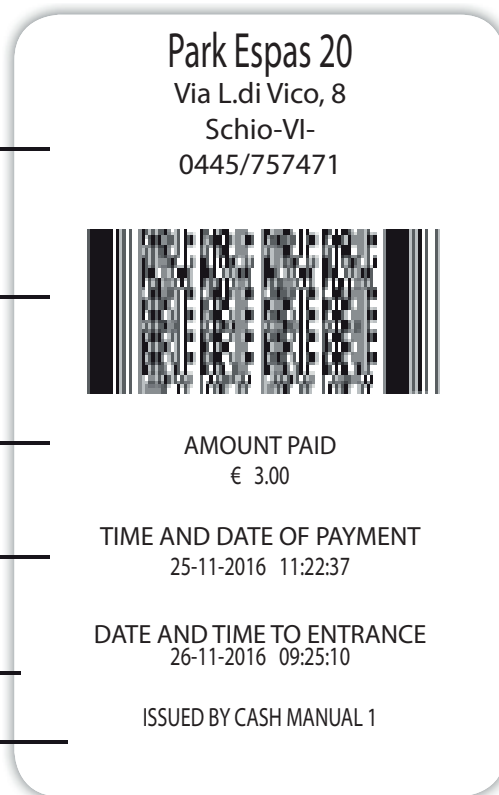 Park Espas 20
Via L.di Vico, 8
Schio-VI-
0445/757471
AMOUNT PAID
€ 3.00
TIME AND DATE OF PAYMENT
25-11-2016 11:22:37
DATE AND TIME TO ENTRANCE
26-11-2016 09:25:10
ISSUED BY CASH MANUAL 1